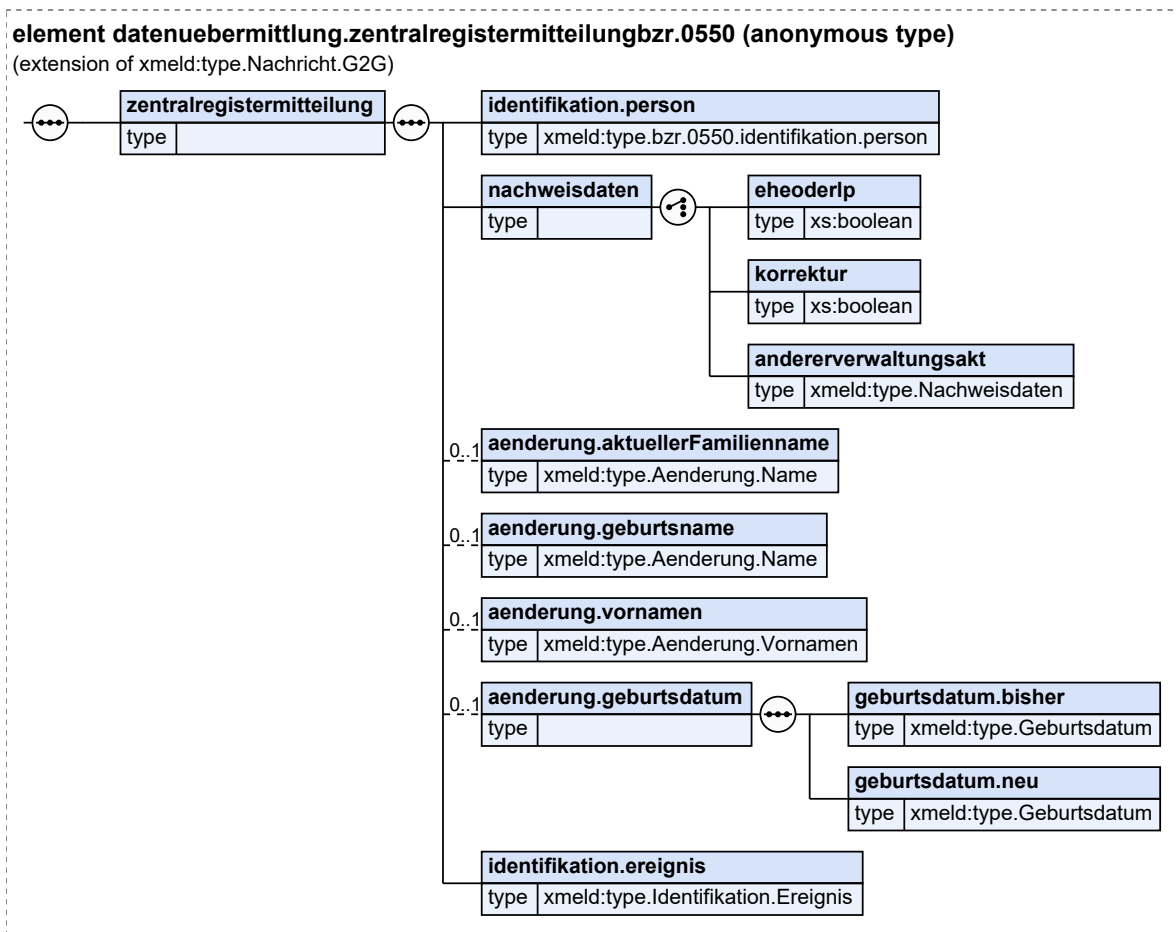 element datenuebermittlung.zentralregistermitteilungbzr.0550 (anonymous type)
(extension of xmeld:type.Nachricht.G2G)
zentralregistermitteilung
type
identifikation.person
type xmeld:type.bzr.0550.identifikation.person
nachweisdaten
type
eheoderlp
type xs:boolean
korrektur
type xs:boolean
andererverwaltungsakt
type xmeld:type.Nachweisdaten
0..1 aenderung.aktuellerFamilienname
type xmeld:type.Aenderung.Name
0..1 aenderung.geburtsname
type xmeld:type.Aenderung.Name
0..1 aenderung.vornamen
type xmeld:type.Aenderung.Vornamen
0..1 aenderung.geburtsdatum
type
geburtsdatum.bisher
type xmeld:type.Geburtsdatum
geburtsdatum.neu
type xmeld:type.Geburtsdatum
identifikation.ereignis
type xmeld:type.Identifikation.Ereignis